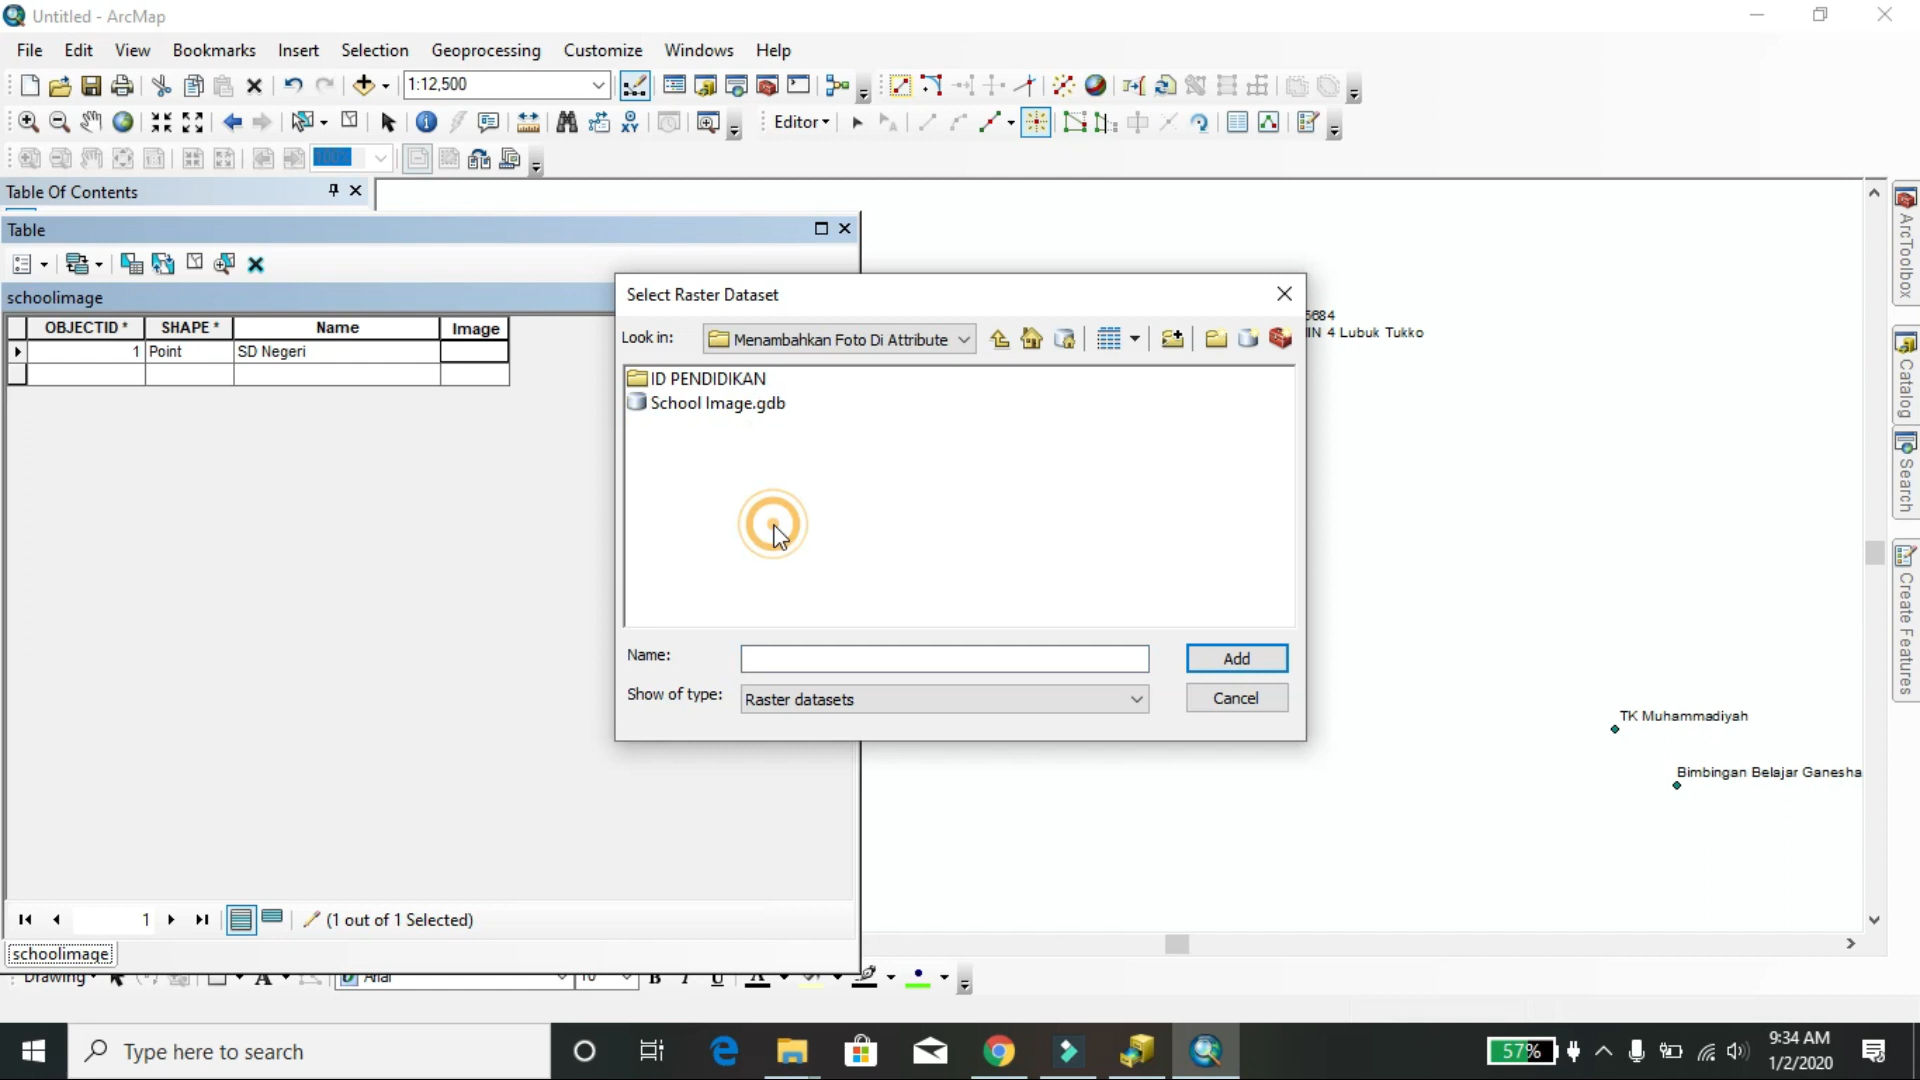 Untitled - ArcMap
File Edit View Bookmarks Insert Selection Geoprocessing Customize Windows Help
1:12,500
Editor
100%
Table Of Contents
Table
schoolimage
OBJECTID * SHAPE * Name Image
1 Point SD Negeri
Select Raster Dataset
Look in: Menambahkan Foto Di Attribute
ID PENDIDIKAN
School Image.gdb
Name: Add
Show of type: Raster datasets Cancel
5684
IN 4 Lubuk Tukko
TK Muhammadiyah
Bimbingan Belajar Ganesha
ArcToolbox
Catalog
Search
Create Features
1 (1 out of 1 Selected)
schoolimage
Drawing A Arial 10 B I U A
Type here to search
57%
9:34 AM
1/2/2020